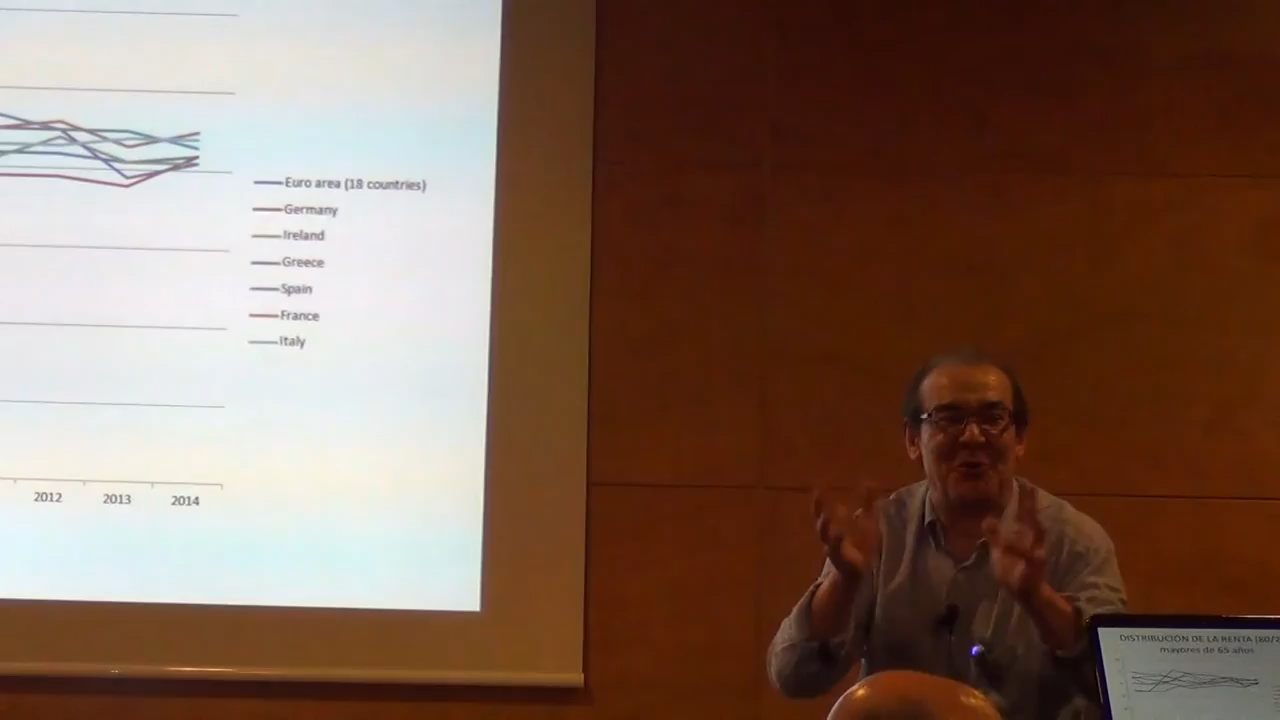 Euro area (18 countries)
Germany
Ireland
Greece
Spain
France
Italy
2012 2013 2014
DISTRIBUCIÓN DE LA RENTA (80/2
mayores de 65 años